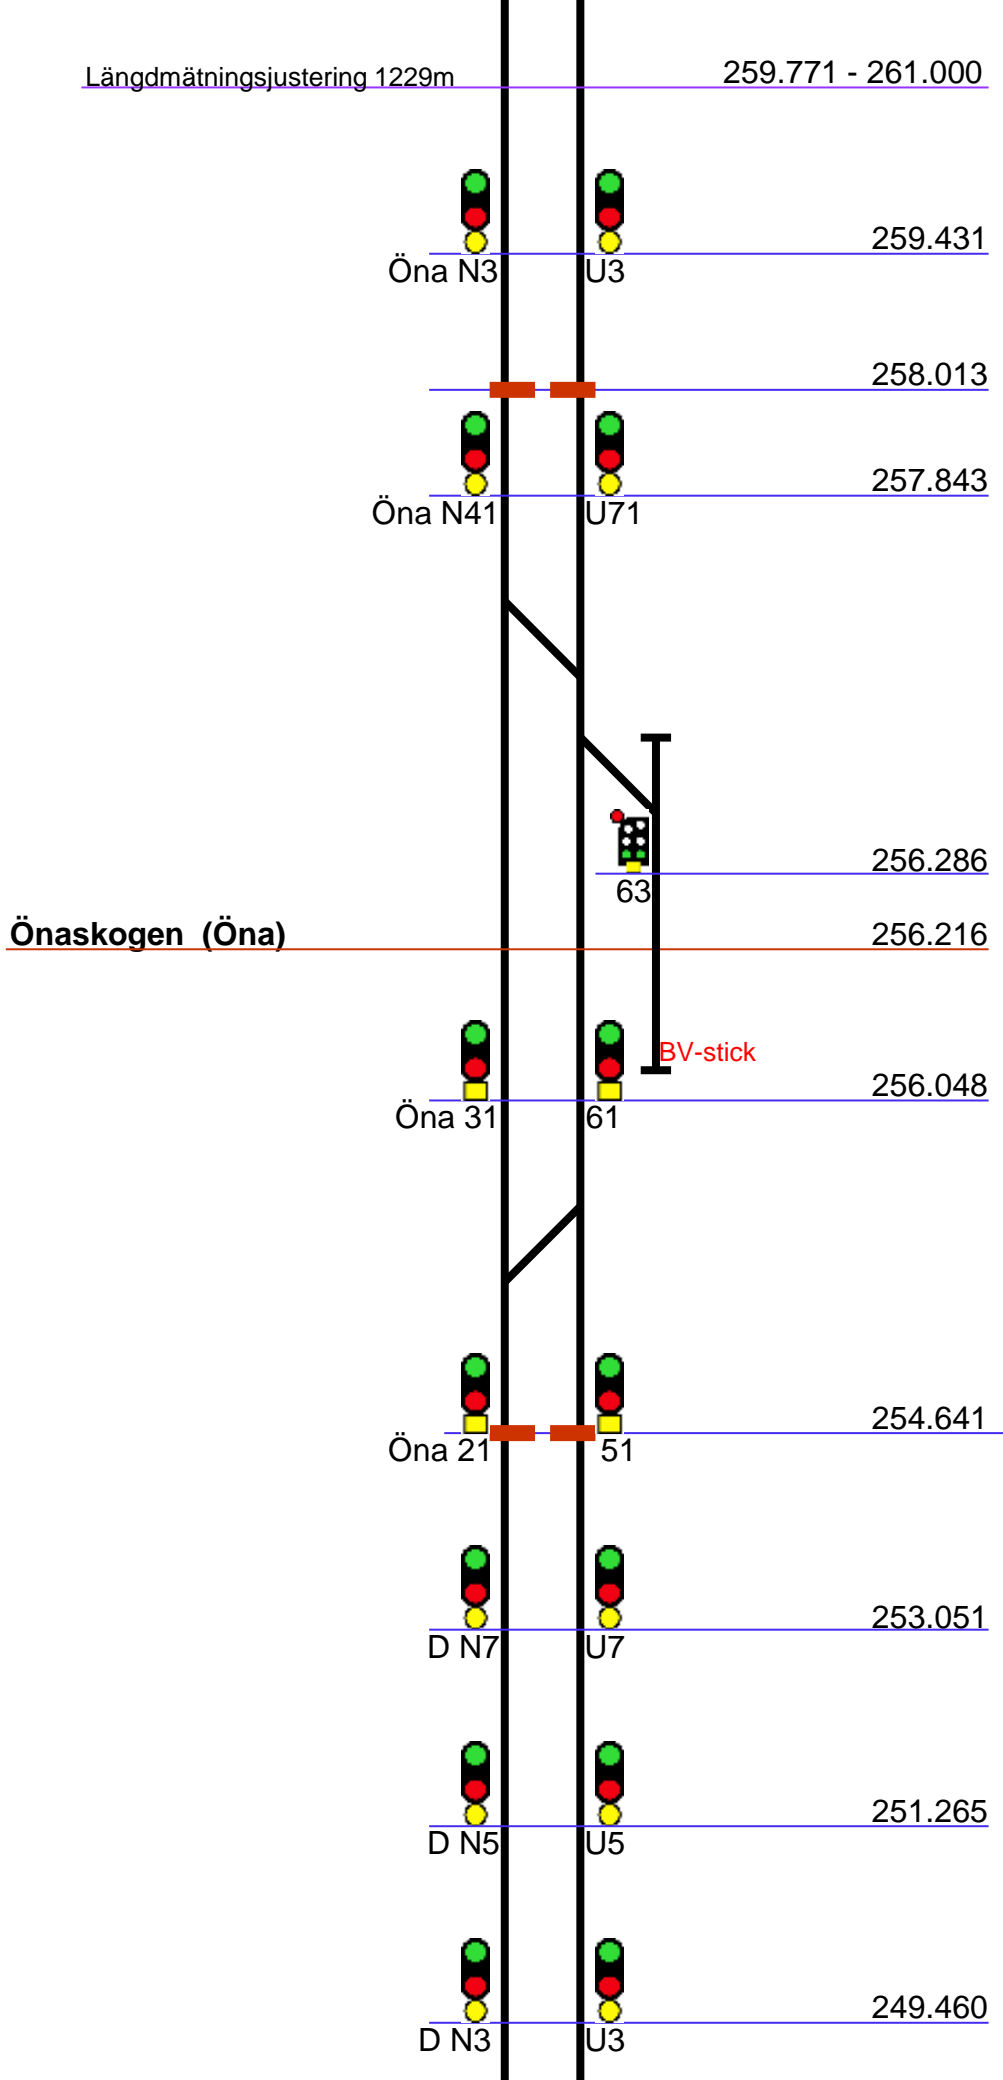 Längdmätningsjustering 1229m 259.771 - 261.000
259.431
Öna N3 U3
258.013
257.843
Öna N41 U71
256.286
63
Önaskogen (Öna) 256.216
BV-stick
256.048
Öna 31 61
254.641
Öna 21 51
253.051
D N7 U7
251.265
D N5 U5
249.460
D N3 U3